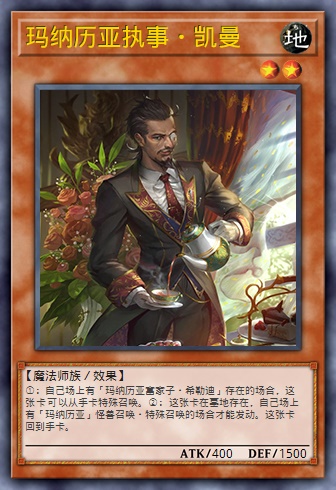 玛纳历亚执事・凯曼
地
【魔法师族／效果】
①：自己场上有「玛纳历亚富家子・希勒迪」存在的场合，这
张卡可以从手卡特殊召唤。②：这张卡在墓地存在，自己场上
有「玛纳历亚」怪兽召唤・特殊召唤的场合才能发动。这张卡
回到手卡。
ATK/400 DEF/1500